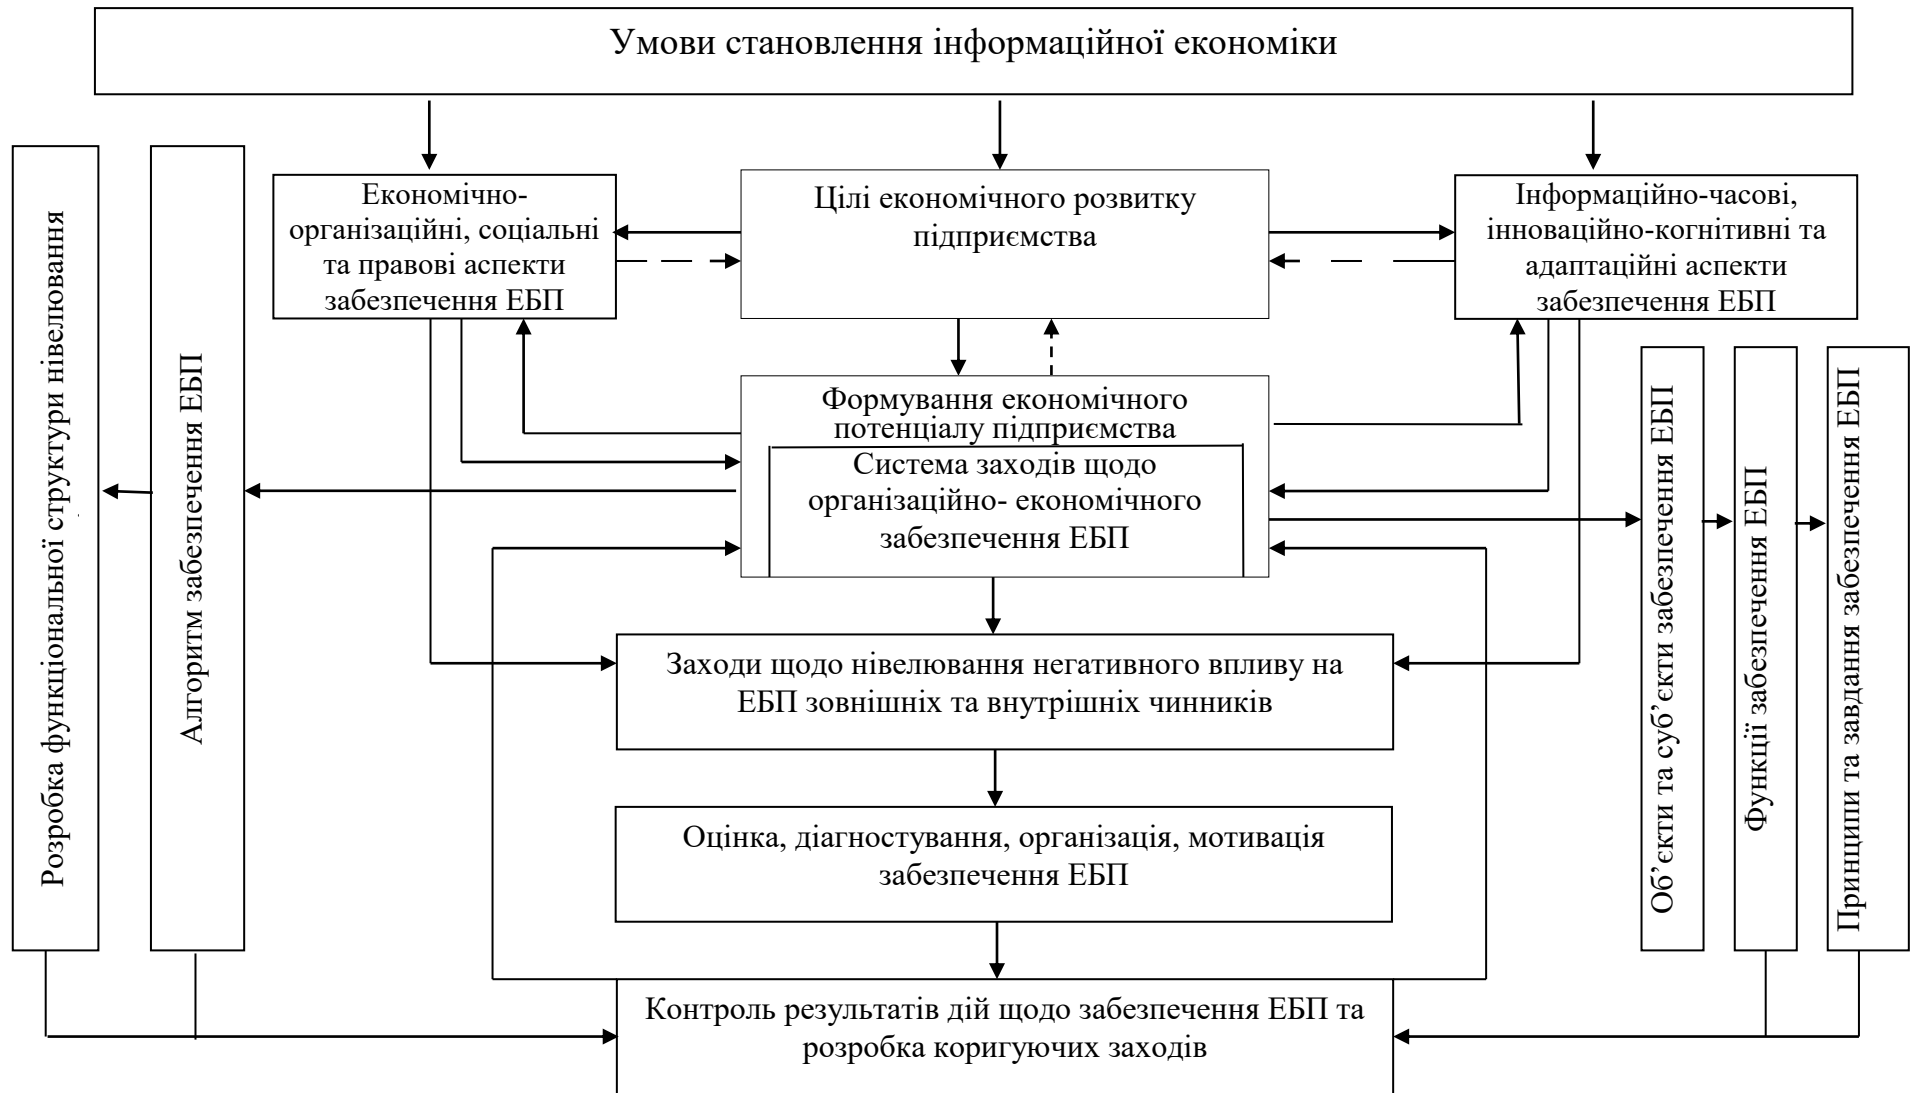 Умови становлення інформаційної економіки
Розробка функціональної структури нівелювання
Алгоритм забезпечення ЕБП
Економічно-
організаційні, соціальні
та правові аспекти
забезпечення ЕБП
Цілі економічного розвитку
підприємства
Інформаційно-часові,
інноваційно-когнітивні та
адаптаційні аспекти
забезпечення ЕБП
Формування економічного
потенціалу підприємства
Система заходів щодо
організаційно- економічного
забезпечення ЕБП
Об’єкти та суб’єкти забезпечення ЕБП
Функції забезпечення ЕБП
Принципи та завдання забезпечення ЕБП
Заходи щодо нівелювання негативного впливу на
ЕБП зовнішніх та внутрішніх чинників
Оцінка, діагностування, організація, мотивація
забезпечення ЕБП
Контроль результатів дій щодо забезпечення ЕБП та
розробка коригуючих заходів